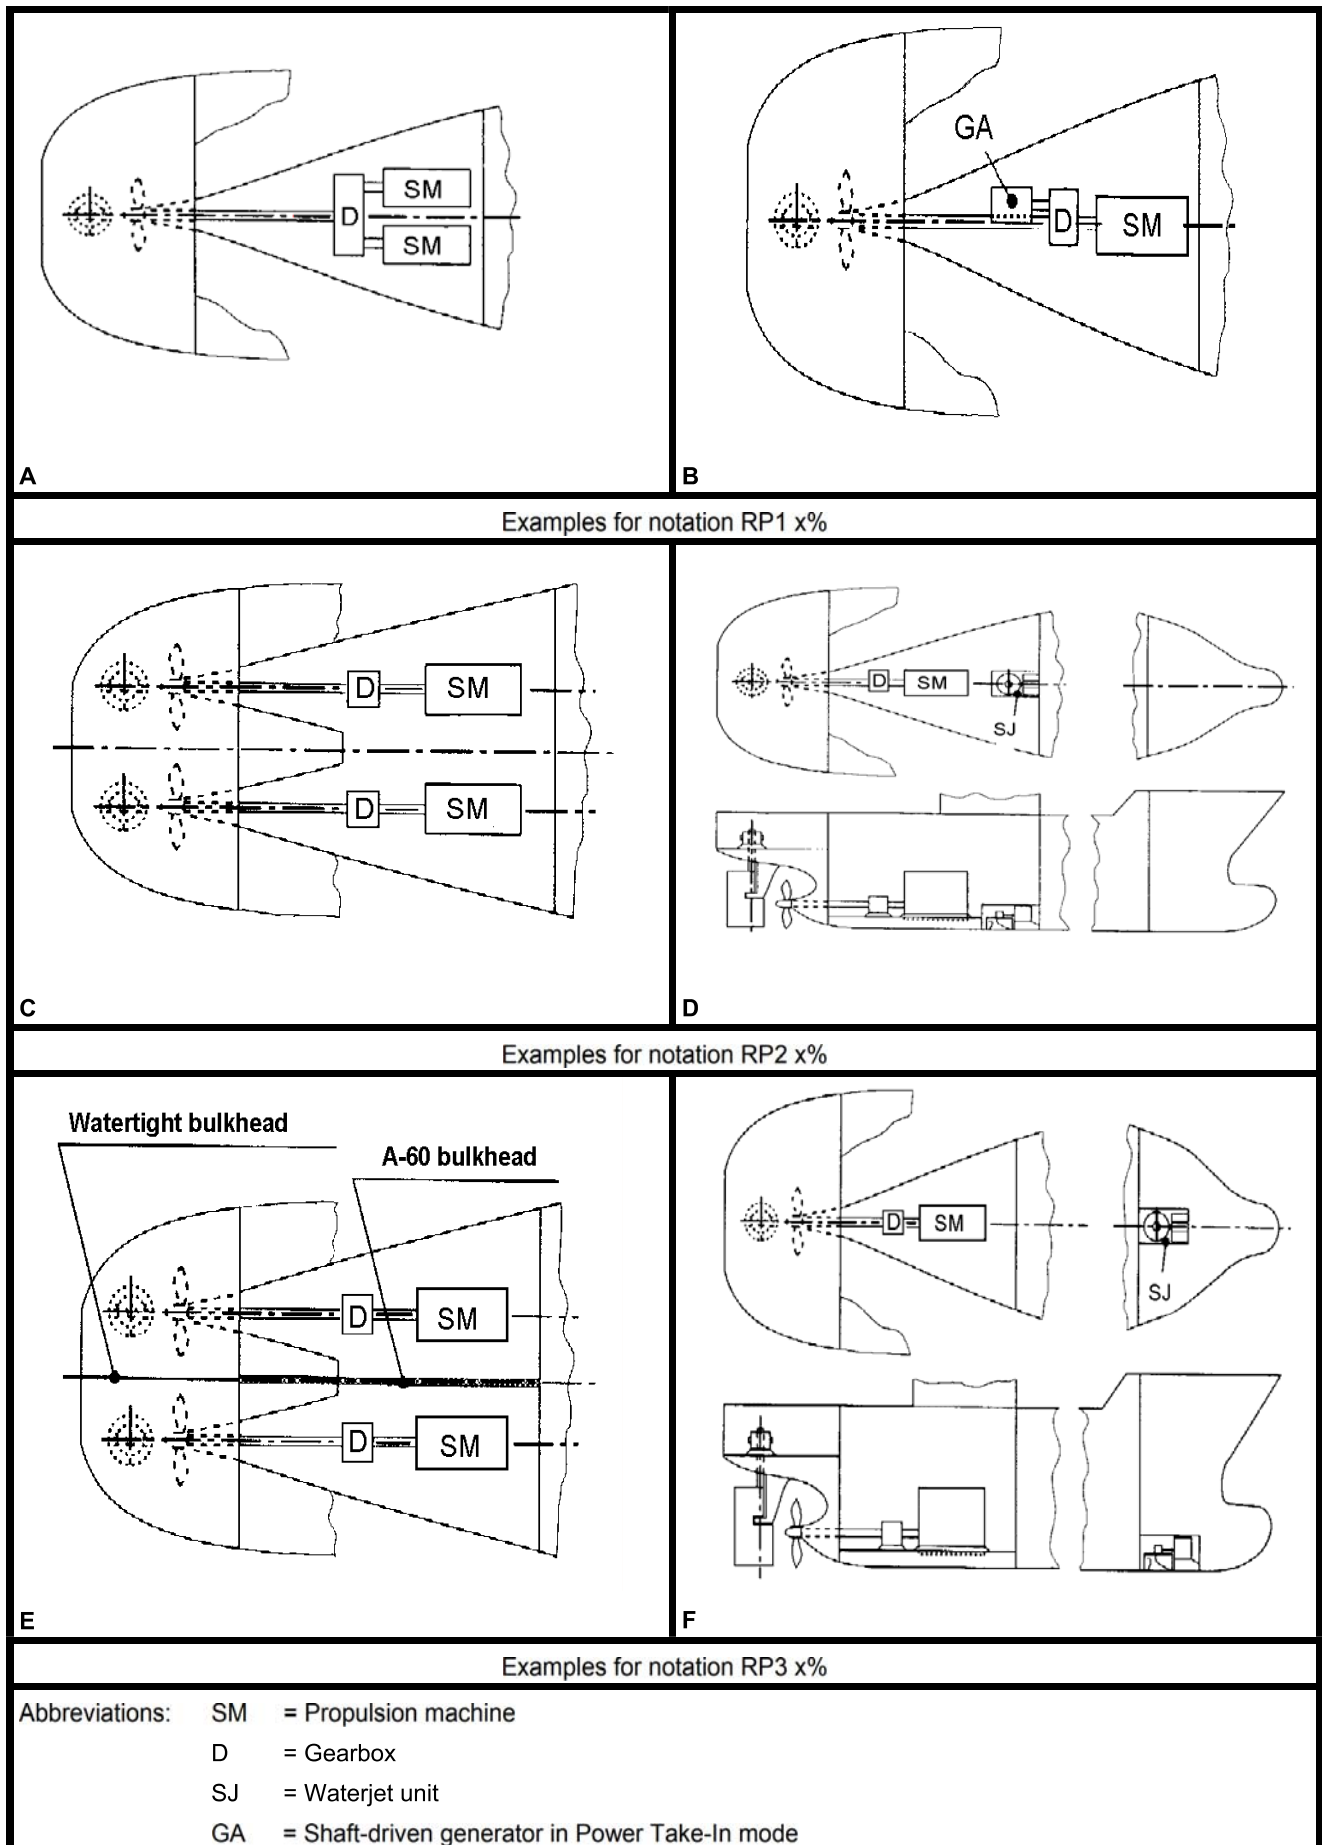 SM
D
SM
A
GA
D
SM
B
Examples for notation RP1 x%
D
SM
D
SM
C
D
SM
SJ
D
Examples for notation RP2 x%
Watertight bulkhead
A-60 bulkhead
D
SM
D
SM
E
D
SM
SJ
F
Examples for notation RP3 x%
Abbreviations: SM = Propulsion machine
D = Gearbox
SJ = Waterjet unit
GA = Shaft-driven generator in Power Take-In mode